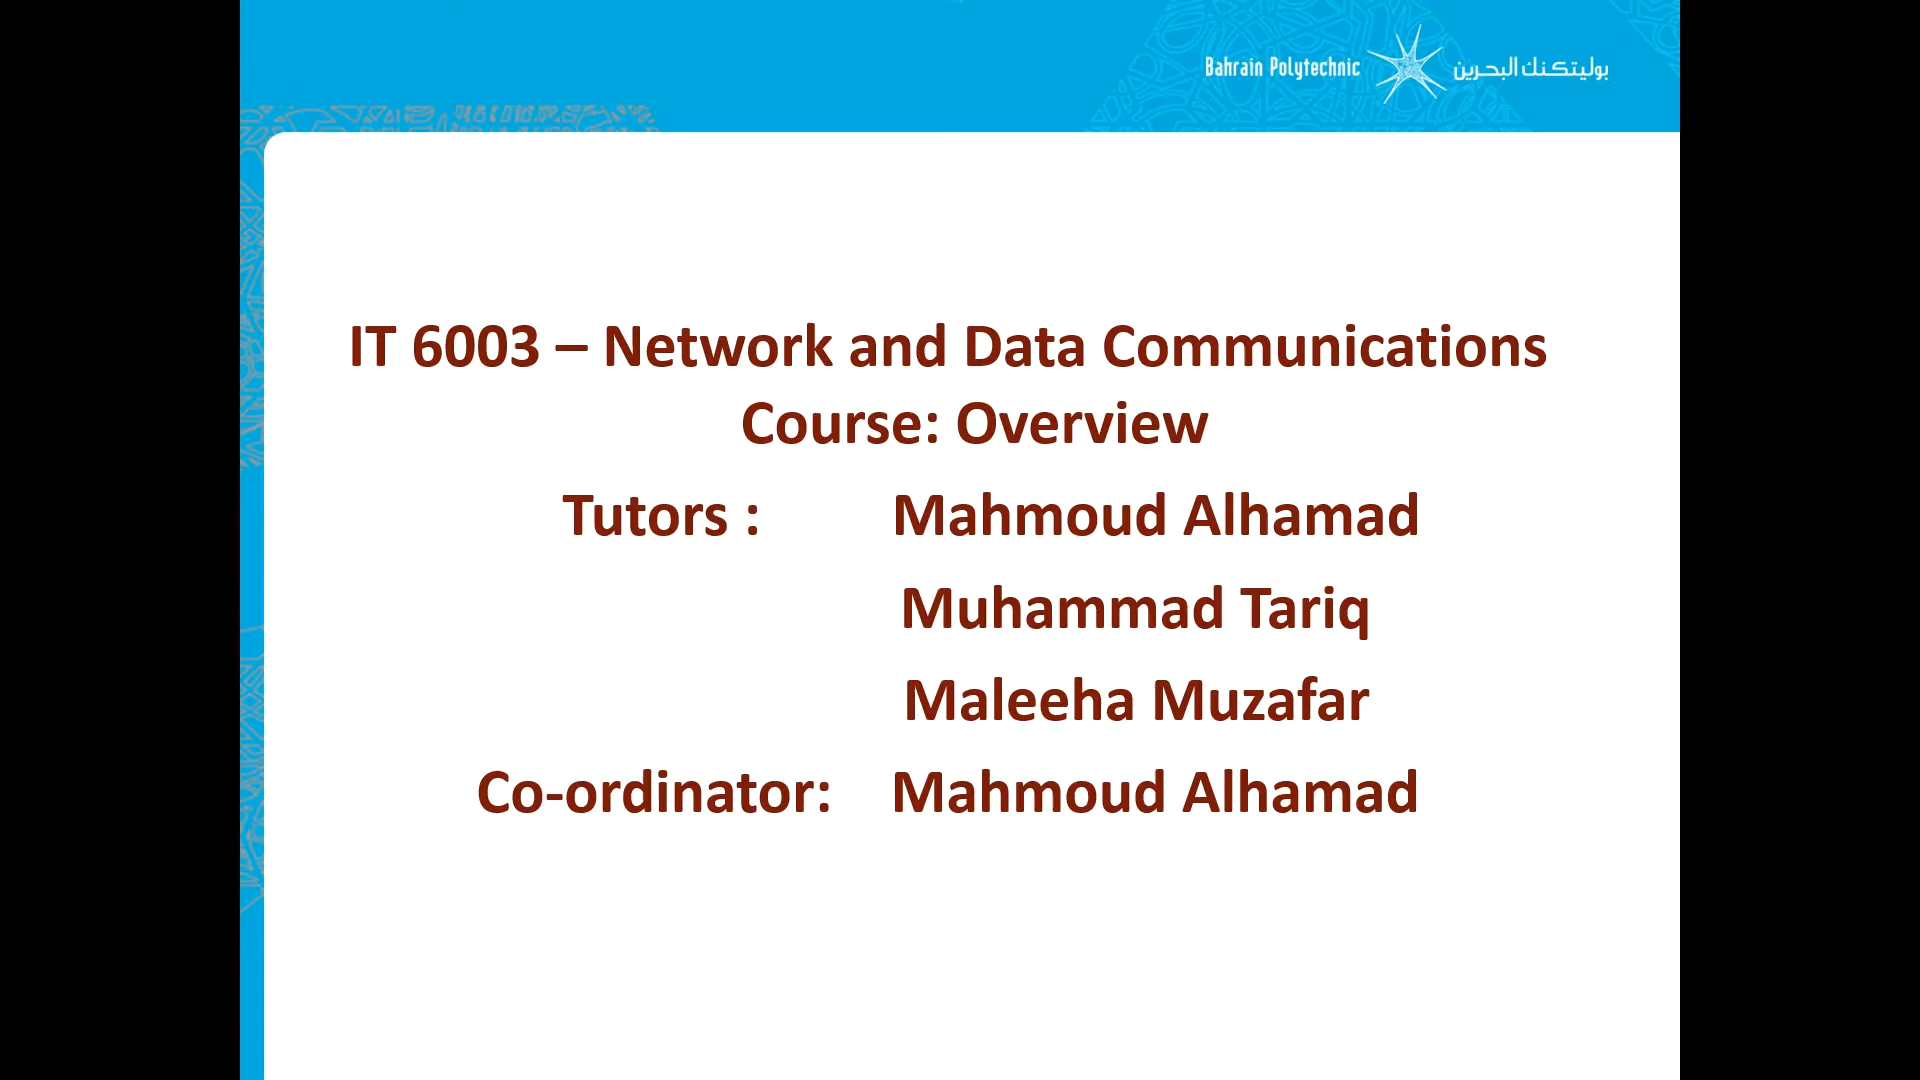 Bahrain Polytechnic بوليتكنك البحرين
IT 6003 – Network and Data Communications
Course: Overview
Tutors : Mahmoud Alhamad
Muhammad Tariq
Maleeha Muzafar
Co-ordinator: Mahmoud Alhamad